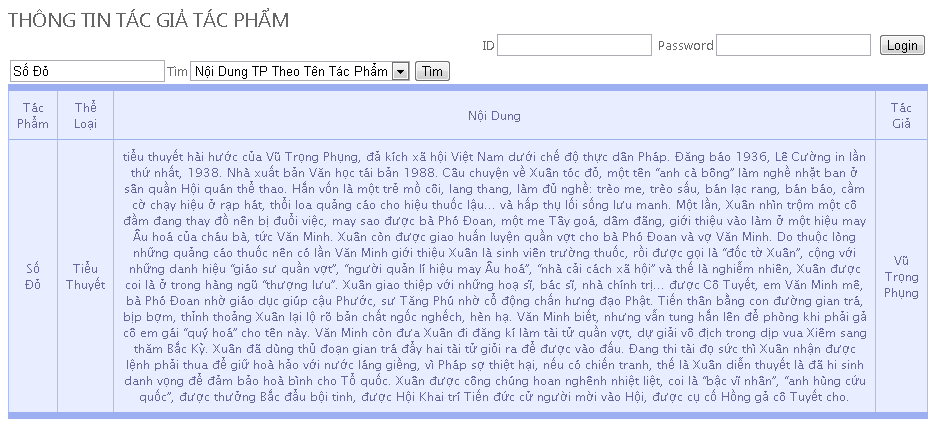 THÔNG TIN TÁC GIẢ TÁC PHẨM
ID Password Login
Số Đỏ Tìm Nội Dung TP Theo Tên Tác Phẩm Tìm
Tác Phẩm Thể Loại Nội Dung Tác Giả
Số Đỏ
Tiểu Thuyết
tiểu thuyết hài hước của Vũ Trọng Phụng, đả kích xã hội Việt Nam dưới chế độ thực dân Pháp. Đăng báo 1936, Lê Cường in lần
thứ nhất, 1938. Nhà xuất bản Văn học tái bản 1988. Câu chuyện về Xuân tóc đỏ, một tên “anh cà bông” làm nghề nhặt ban ở
sân quần Hội quán thể thao. Hắn vốn là một trẻ mồ côi, lang thang, làm đủ nghề: trèo me, trèo sấu, bán lạc rang, bán báo, cầm
cờ chạy hiệu ở rạp hát, thổi loa quảng cáo cho hiệu thuốc lậu... và hấp thụ lối sống lưu manh. Một lần, Xuân nhìn trộm một cô
đầm đang thay đồ nên bị đuổi việc, may sao được bà Phó Đoan, một me Tây goá, dâm đãng, giới thiệu vào làm ở một hiệu may
Âu hoá của cháu bà, tức Văn Minh. Xuân còn được giao huấn luyện quần vợt cho bà Phó Đoan và vợ Văn Minh. Do thuộc lòng
những quảng cáo thuốc nên có lần Văn Minh giới thiệu Xuân là sinh viên trường thuốc, rồi được gọi là “đốc tờ Xuân”, cộng với
những danh hiệu “giáo sư quần vợt”, “người quản lí hiệu may Âu hoá”, “nhà cải cách xã hội” và thế là nghiễm nhiên, Xuân được
coi là ở trong hàng ngũ “thượng lưu”. Xuân giao thiệp với những hoạ sĩ, bác sĩ, nhà chính trị... được Cô Tuyết, em Văn Minh mê,
bà Phó Đoan nhờ giáo dục giúp cậu Phước, sư Tăng Phú nhờ cổ động chấn hưng đạo Phật. Tiến thân bằng con đường gian trá,
bịp bợm, thỉnh thoảng Xuân lại lộ rõ bản chất ngốc nghếch, hèn hạ. Văn Minh biết, nhưng vẫn tung hắn lên để phòng khi phải gả
cô em gái “quý hoá” cho tên này. Văn Minh còn đưa Xuân đi đăng kí làm tài tử quần vợt, dự giải vô địch trong dịp vua Xiêm sang
thăm Bắc Kỳ. Xuân đã dùng thủ đoạn gian trá đẩy hai tài tử giỏi ra để được vào đấu. Đang thi tài đọ sức thì Xuân nhận được
lệnh phải thua để giữ hoà hảo với nước láng giềng, vì Pháp sợ thiệt hại, nếu có chiến tranh, thế là Xuân diễn thuyết là đã hi sinh
danh vọng để đảm bảo hoà bình cho Tổ quốc. Xuân được công chúng hoan nghênh nhiệt liệt, coi là “bậc vĩ nhân”, “anh hùng cứu
quốc”, được thưởng Bắc đẩu bội tinh, được Hội Khai trí Tiến đức cử người mời vào Hội, được cụ cố Hồng gả cô Tuyết cho.
Vũ
Trọng
Phụng